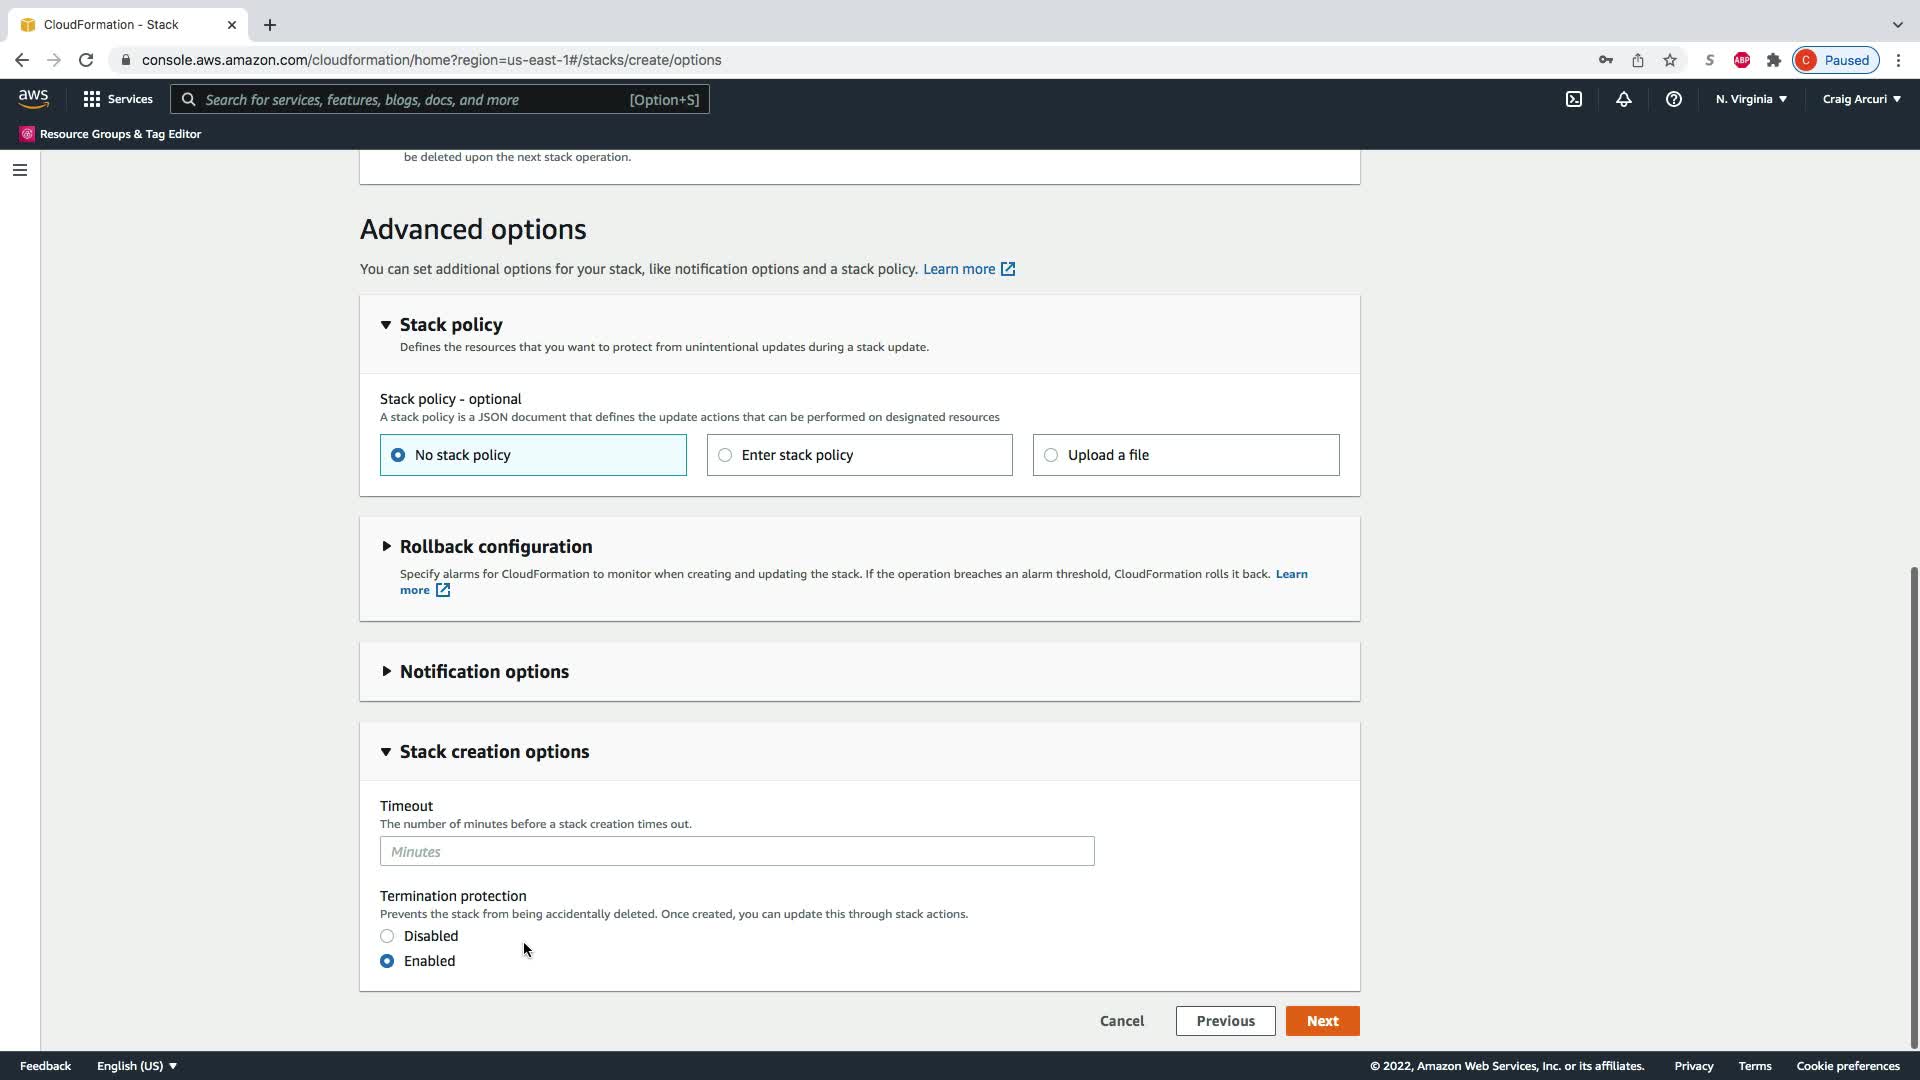 CloudFormation - Stack
console.aws.amazon.com/cloudformation/home?region=us-east-1#/stacks/create/options
S
ABP
C Paused
aws
Services
Search for services, features, blogs, docs, and more [Option+S]
N. Virginia
Craig Arcuri
Resource Groups & Tag Editor
be deleted upon the next stack operation.
Advanced options
You can set additional options for your stack, like notification options and a stack policy. Learn more
Stack policy
Defines the resources that you want to protect from unintentional updates during a stack update.
Stack policy - optional
A stack policy is a JSON document that defines the update actions that can be performed on designated resources
No stack policy
Enter stack policy
Upload a file
Rollback configuration
Specify alarms for CloudFormation to monitor when creating and updating the stack. If the operation breaches an alarm threshold, CloudFormation rolls it back. Learn
more
Notification options
Stack creation options
Timeout
The number of minutes before a stack creation times out.
Minutes
Termination protection
Prevents the stack from being accidentally deleted. Once created, you can update this through stack actions.
Disabled
Enabled
Cancel
Previous
Next
Feedback
English (US)
© 2022, Amazon Web Services, Inc. or its affiliates.
Privacy
Terms
Cookie preferences